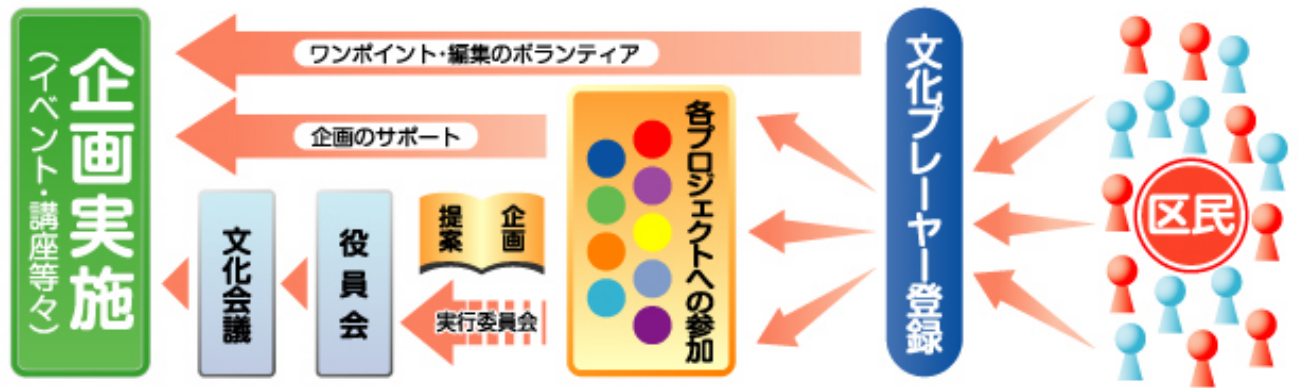 企画実施
（イベント・講座等々）
ワンポイント・編集のボランティア
企画のサポート
文化会議
役員会
企画
提案
実行委員会
各プロジェクトへの参加
文化プレーヤー登録
区民